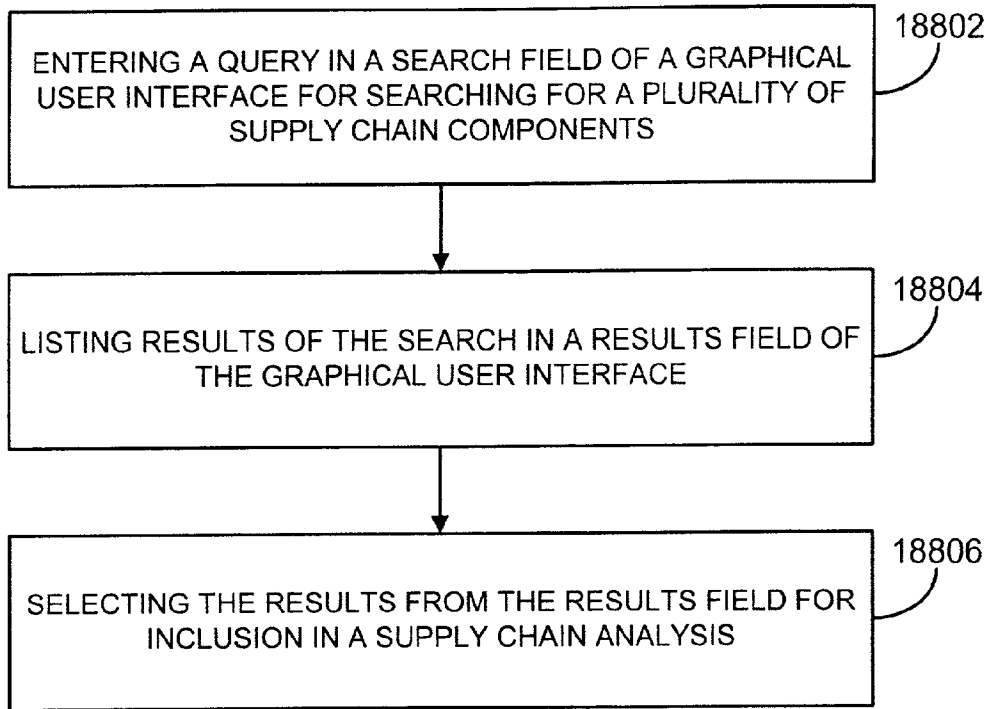 18802
ENTERING A QUERY IN A SEARCH FIELD OF A GRAPHICAL
USER INTERFACE FOR SEARCHING FOR A PLURALITY OF
SUPPLY CHAIN COMPONENTS
18804
LISTING RESULTS OF THE SEARCH IN A RESULTS FIELD OF
THE GRAPHICAL USER INTERFACE
18806
SELECTING THE RESULTS FROM THE RESULTS FIELD FOR
INCLUSION IN A SUPPLY CHAIN ANALYSIS